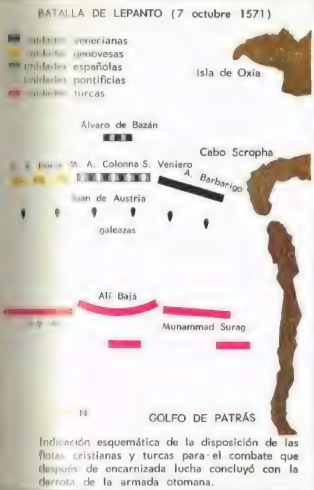 BATALLA DE LEPANTO (7 octubre 1571)
venecianas
genovesas
unidades españolas
unidades pontificias
turcas
Isla de Oxia
Álvaro de Bazán
Cabo Scropha
M. A. Colonna S. Veniero
A. Barbarigo
Juan de Austria
galeazas
Alí Bajá
Muhammad Suraq
N
GOLFO DE PATRÁS
Indicación esquemática de la disposición de las
flotas cristianas y turcas para el combate que
después de encarnizada lucha concluyó con la
derrota de la armada otomana.